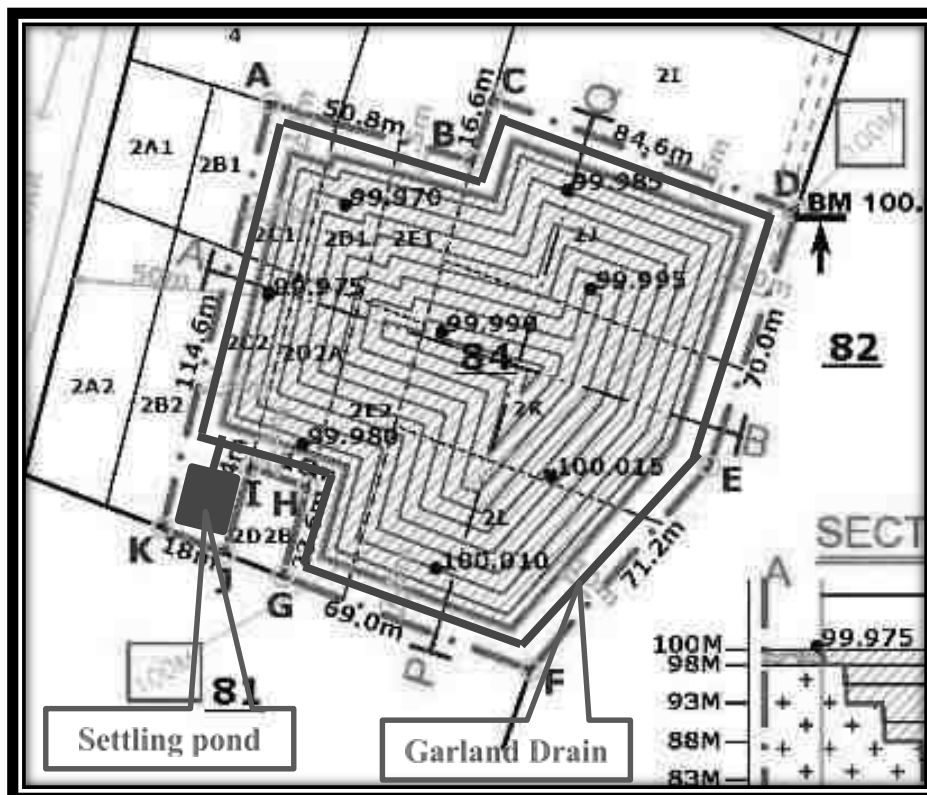 4
A
C
2I
50.8m
16.6m
Q
84.6m
100M
B
2A1
2B1
D
BM 100.
99.970
99.985
2C1
2D1
2E1
2J
A
99.975
99.995
50m
114.6m
99.990
84
70.0m
82
2C2
2D2A
2A2
2B2
2E2
2K
B
99.980
100.015
E
I
H
2L
SECT
K
18m
2D2B
J
100.010
71.2m
A
G
69.0m
P
F
100M
99.975
98M
100M
81
93M
Settling pond
Garland Drain
88M
83M